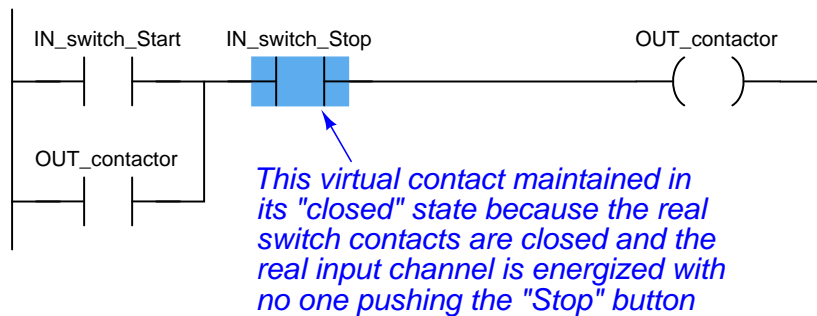 IN_switch_Start IN_switch_Stop OUT_contactor
OUT_contactor
This virtual contact maintained in
its "closed" state because the real
switch contacts are closed and the
real input channel is energized with
no one pushing the "Stop" button